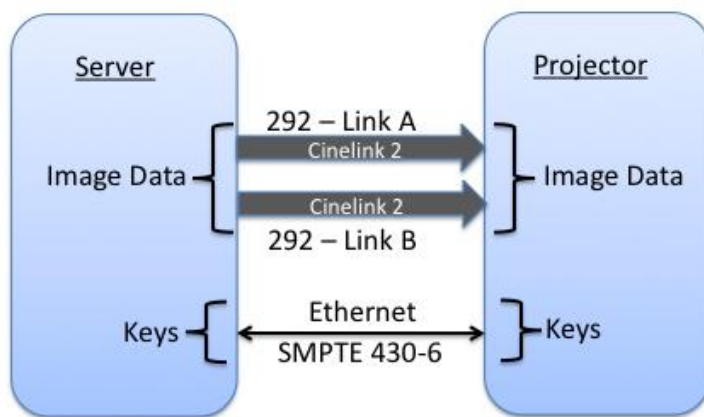 Server
Projector
292 – Link A
Cinelink 2
Image Data
Image Data
Cinelink 2
292 – Link B
Ethernet
Keys
Keys
SMPTE 430-6